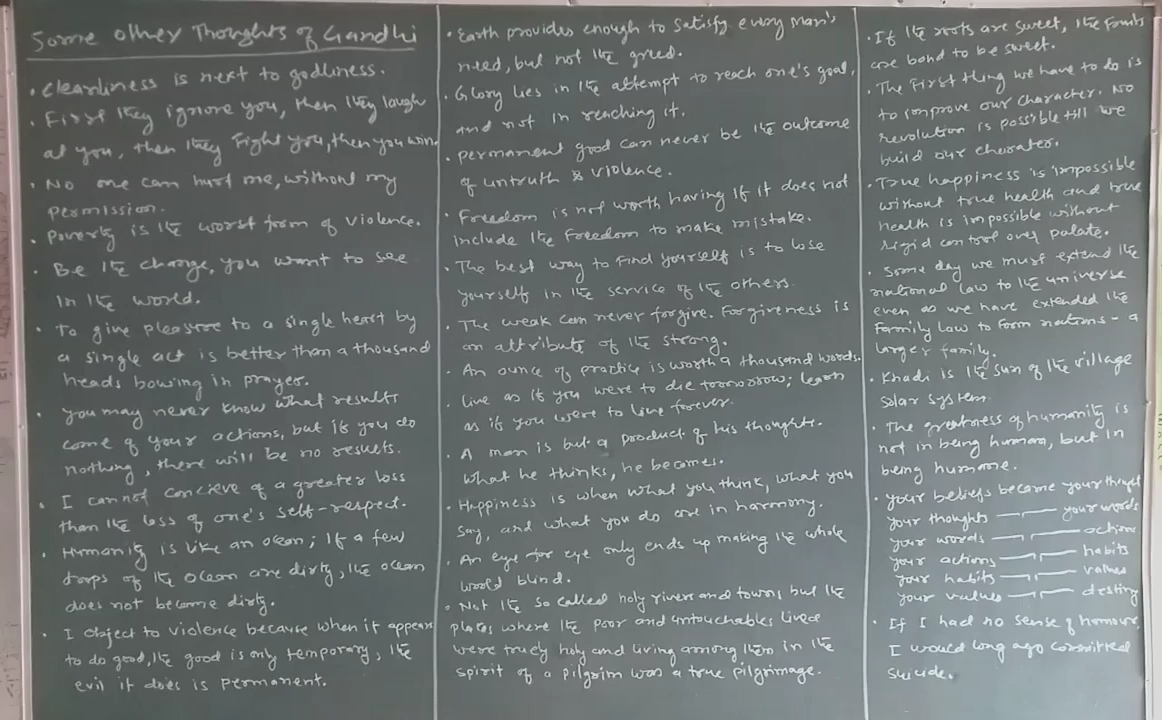 Some other Thoughts of Gandhi
• Cleanliness is next to godliness.
• First they ignore you, then they laugh
at you, then they Fight you, then you win.
• No one can hurt me, without my
permission.
• Poverty is the worst form of violence.
• Be the change, you want to see
in the world.
• To give pleasure to a single heart by
a single act is better than a thousand
heads bowing in prayer.
• you may never know what results
come of your actions, but if you do
nothing, there will be no results.
• I cannot concieve of a greater loss
than the loss of one's self-respect.
• Humanity is like an ocean; If a few
drops of the ocean are dirty, the ocean
does not become dirty.
• I object to violence because when it appears
to do good, the good is only temporary; the
evil it does is permanent.
• Earth provides enough to satisfy every man's
need, but not the greed.
• Glory lies in the attempt to reach one's goal,
and not in reaching it.
• permanent good can never be the outcome
of untruth & violence.
• Freedom is not worth having if it does not
include the Freedom to make mistake.
• The best way to Find yourself is to lose
yourself in the service of the others.
• The weak can never forgive. Forgiveness is
an attribute of the strong.
• An ounce of practice is worth a thousand words.
• live as if you were to die tomorrow; learn
as if you were to live forever.
• A man is but a product of his thoughts.
What he thinks, he becomes.
• Happiness is when what you think, what you
say, and what you do are in harmony.
• An eye for eye only ends up making the whole
world blind.
• Not the so called holy rivers and towns but the
places where the poor and untouchables lived
were truly holy and living among them in the
spirit of a pilgrim was a true pilgrimage.
• If the roots are sweet, the fruits
are bond to be sweet.
• The First thing we have to do is
to improve our character. No
revolution is possible till we
build our charater.
• True happiness is impossible
without true health and true
health is impossible without
rigid control over palate.
• Some day we must extend the
national law to the universe
even as we have extended the
family law to form nations - a
larger family.
• Khadi is the sun of the village
solar system.
• The greatness of humanity is
not in being human, but in
being humane.
• your beliefs become your thought
your thoughts —— your words
your words —— actions
your actions —— habits
your habits —— values
your values —— destiny
• If I had no sense of homour,
I would long ago committed
suicide.